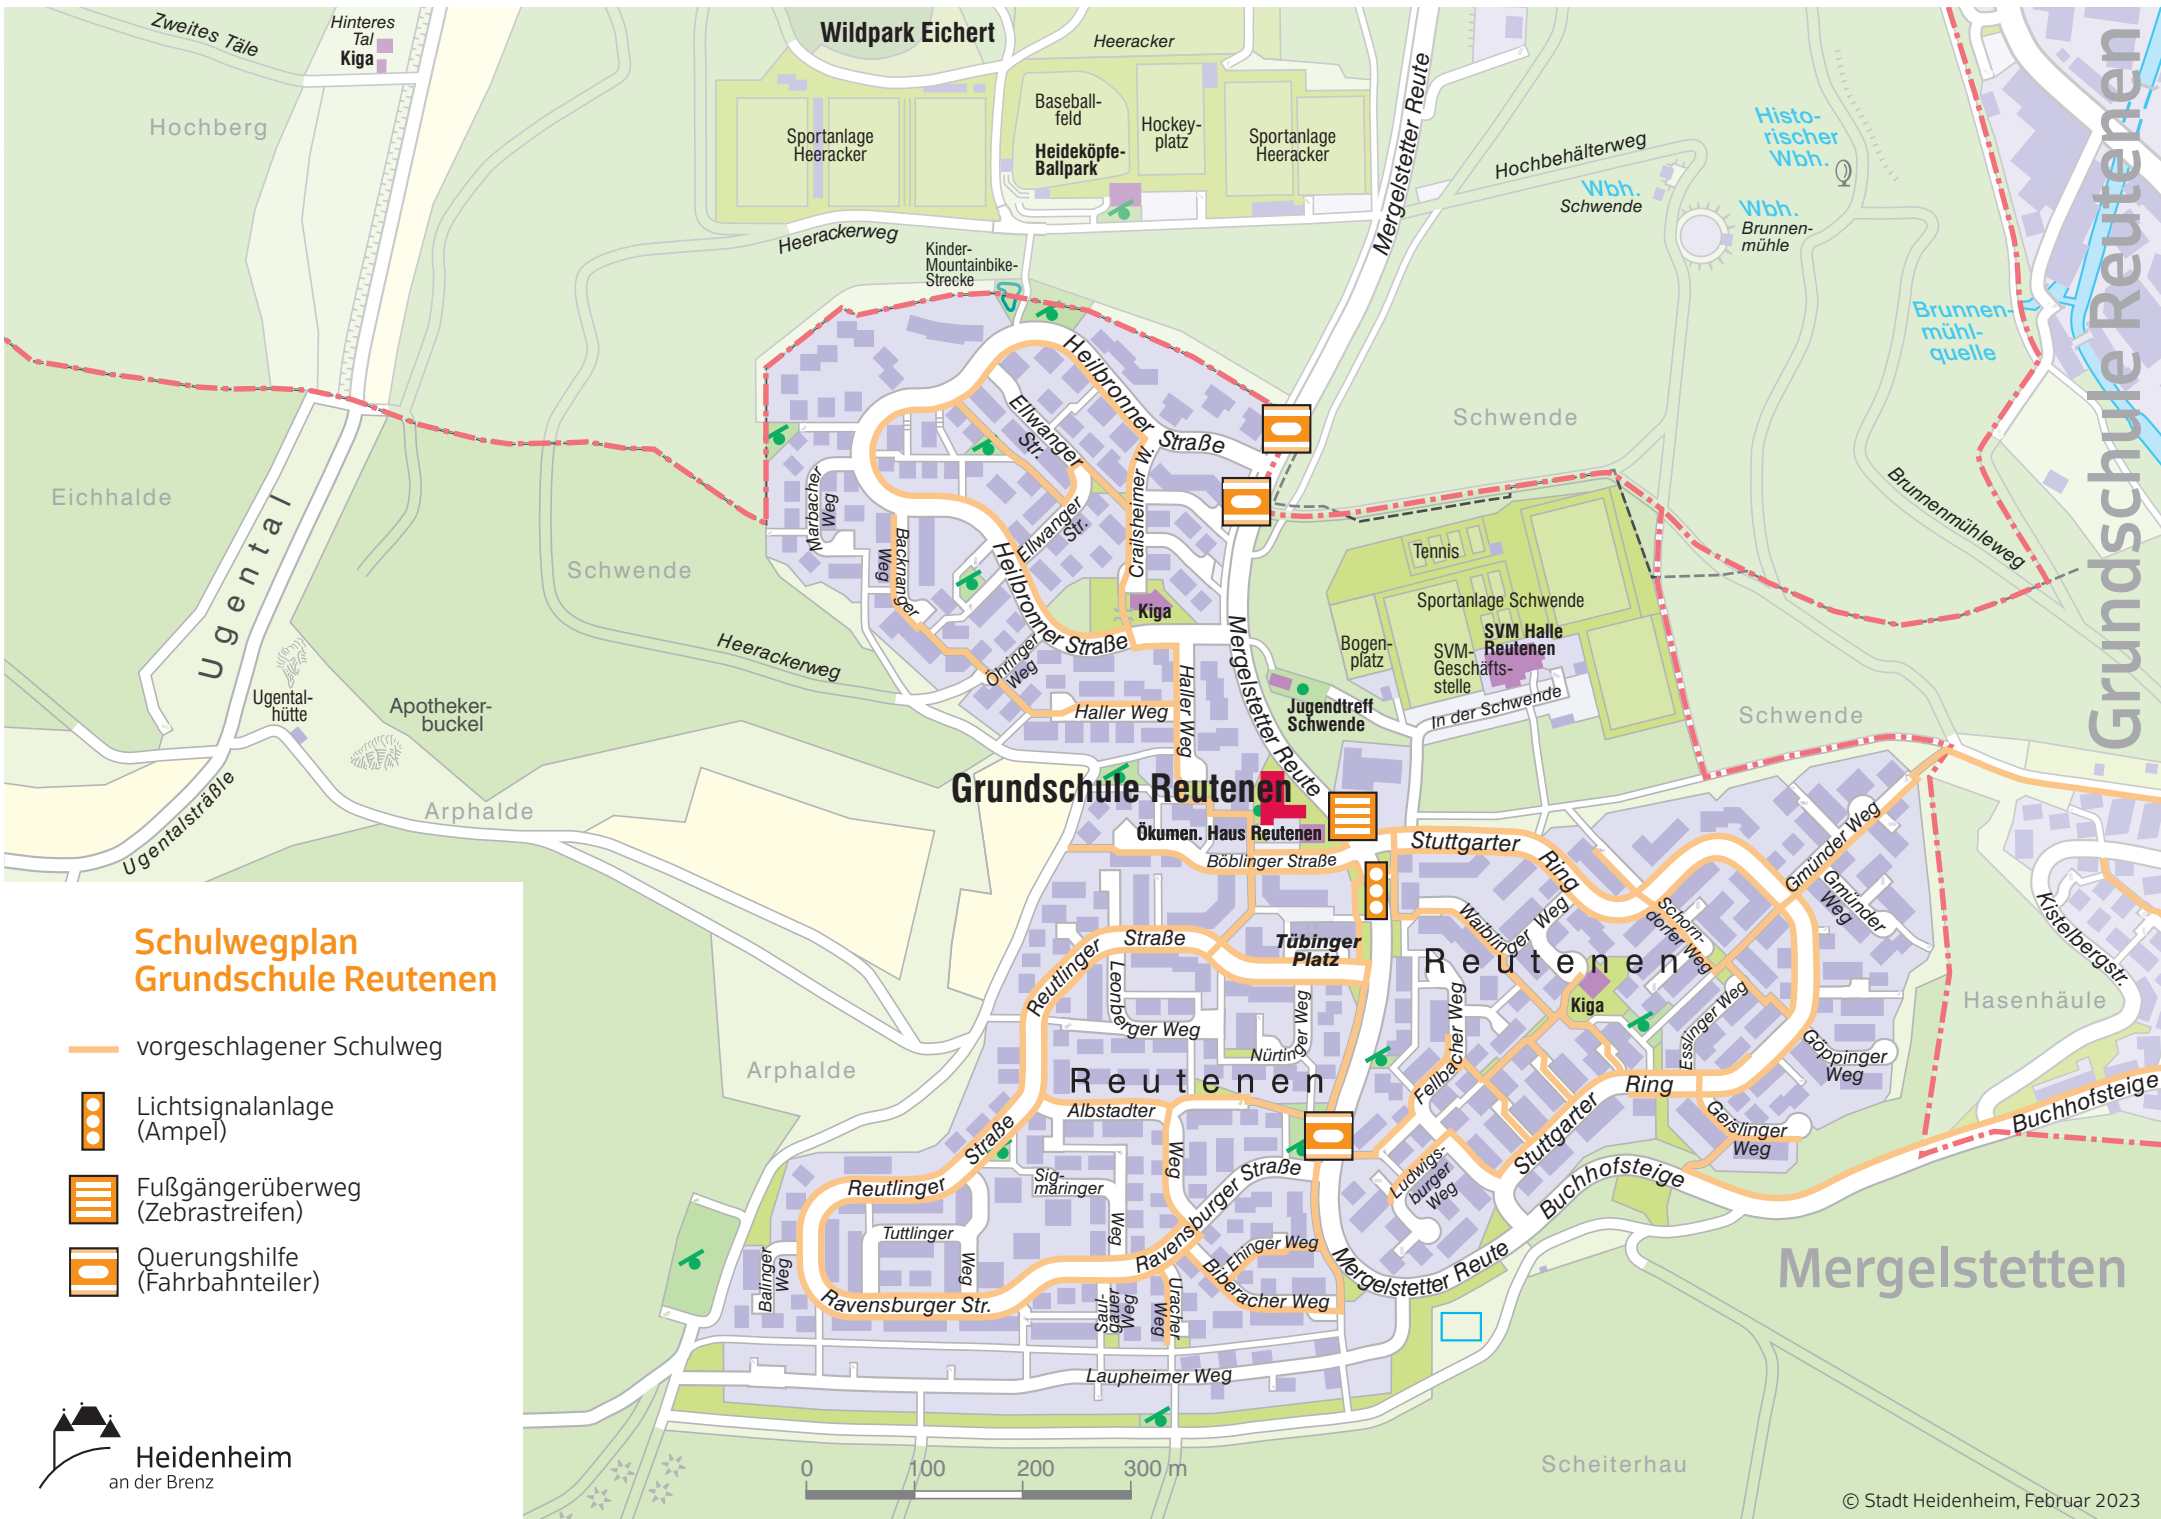 Zweites Täle
Hinteres
Tal
Kiga
Hochberg
Wildpark Eichert
Heeracker
Sportanlage
Heeracker
Baseball-
feld
Heideköpfe-
Ballpark
Hockey-
platz
Sportanlage
Heeracker
Mergelstetter Reute
Mergelstetter Reute
Hochbehälterweg
Histo-
rischer
Wbh.
Wbh.
Schwende
Wbh.
Brunnen-
mühle
Brunnen-
mühl-
quelle
Grundschule Reutenen
Heerackerweg
Kinder-
Mountainbike-
Strecke
Schwende
Eichhalde
Ugental
Schwende
Heilbronner Straße
Ellwanger
Str.
Crailsheimer W.
Marbacher
Weg
Backnanger
Weg
Ellwanger
Str.
Heilbronner Straße
Kiga
Öhringer
Weg
Haller Weg
Haller Weg
Heerackerweg
Ugental-
hütte
Apotheker-
buckel
Ugentalsträßle
Arphalde
Tennis
Sportanlage Schwende
SVM Halle
Reutenen
SVM-
Geschäfts-
stelle
Bogen-
platz
Jugendtreff
Schwende
In der Schwende
Brunnenmühleweg
Schwende
Mergelstetter Reute
Grundschule Reutenen
Ökumen. Haus Reutenen
Böblinger Straße
Stuttgarter
Ring
Gmünder Weg
Gmünder
Weg
Schorn-
dorfer Weg
Waiblinger Weg
Kistelbergstr.
Hasenhäule
Reutlinger
Straße
Tübinger
Platz
Reutenen
Kiga
Leonberger Weg
Nürtinger Weg
Fellbacher Weg
Esslinger Weg
Göppinger
Weg
Reutenen
Arphalde
Albstadter
Weg
Ring
Stuttgarter
Geislinger
Weg
Buchhofsteige
Buchhofsteige
Straße
Reutlinger
Sig-
maringer
Weg
Ravensburger Straße
Ludwigs-
burger
Weg
Tuttlinger
Weg
Balinger
Weg
Ravensburger Str.
Saul-
gauer
Weg
Uracher
Weg
Ehinger Weg
Biberacher Weg
Mergelstetter Reute
Mergelstetten
Laupheimer Weg
Scheiterhau
Schulwegplan
Grundschule Reutenen
vorgeschlagener Schulweg
Lichtsignalanlage
(Ampel)
Fußgängerüberweg
(Zebrastreifen)
Querungshilfe
(Fahrbahnteiler)
Heidenheim
an der Brenz
0 100 200 300 m
© Stadt Heidenheim, Februar 2023